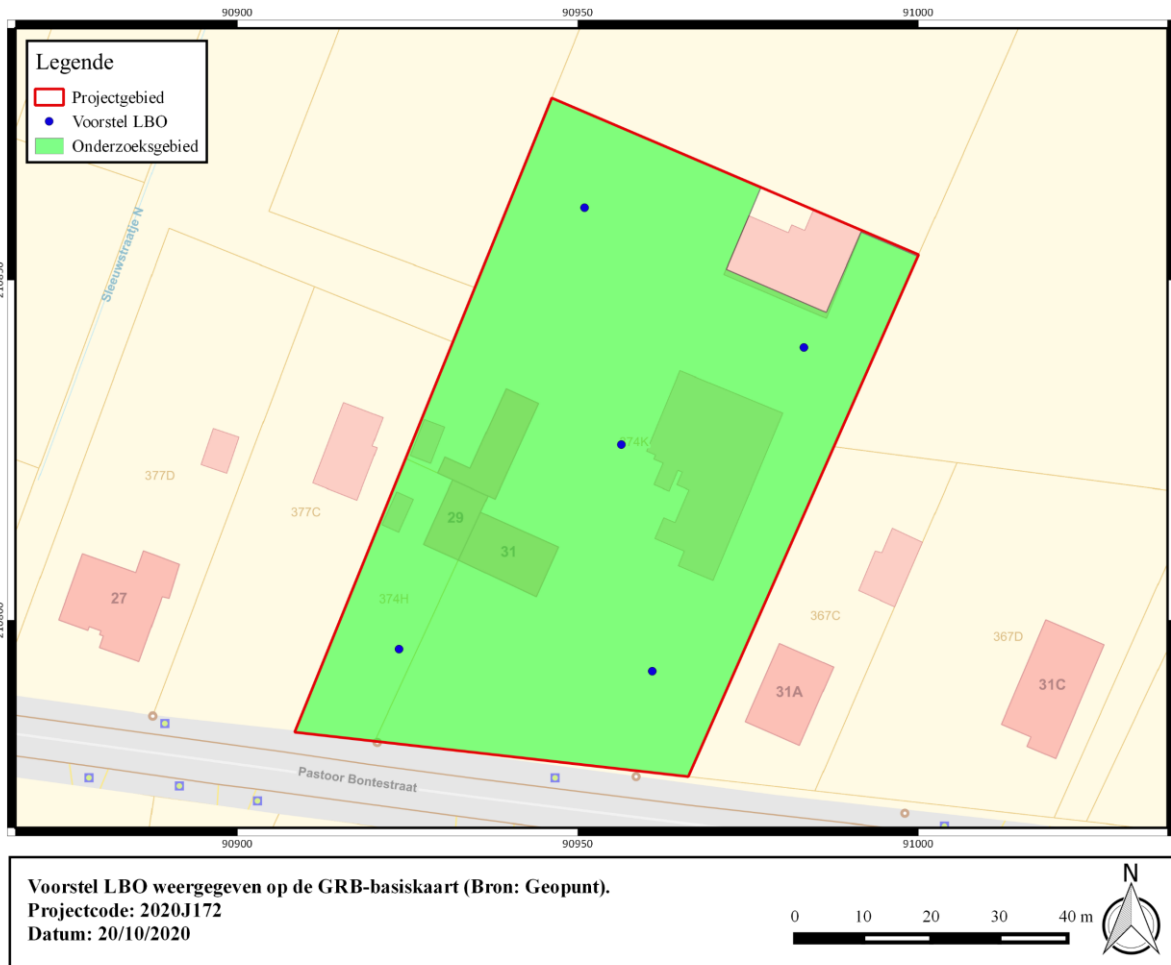 90900
90950
91000
Legende
Projectgebied
Voorstel LBO
Onderzoeksgebied
Sleeuwstraatje N
377D
377C
27
29
31
374H
367C
367D
31A
31C
Pastoor Bontestraat
90900
90950
91000
Voorstel LBO weergegeven op de GRB-basiskaart (Bron: Geopunt).
Projectcode: 2020J172
Datum: 20/10/2020
0 10 20 30 40 m
N